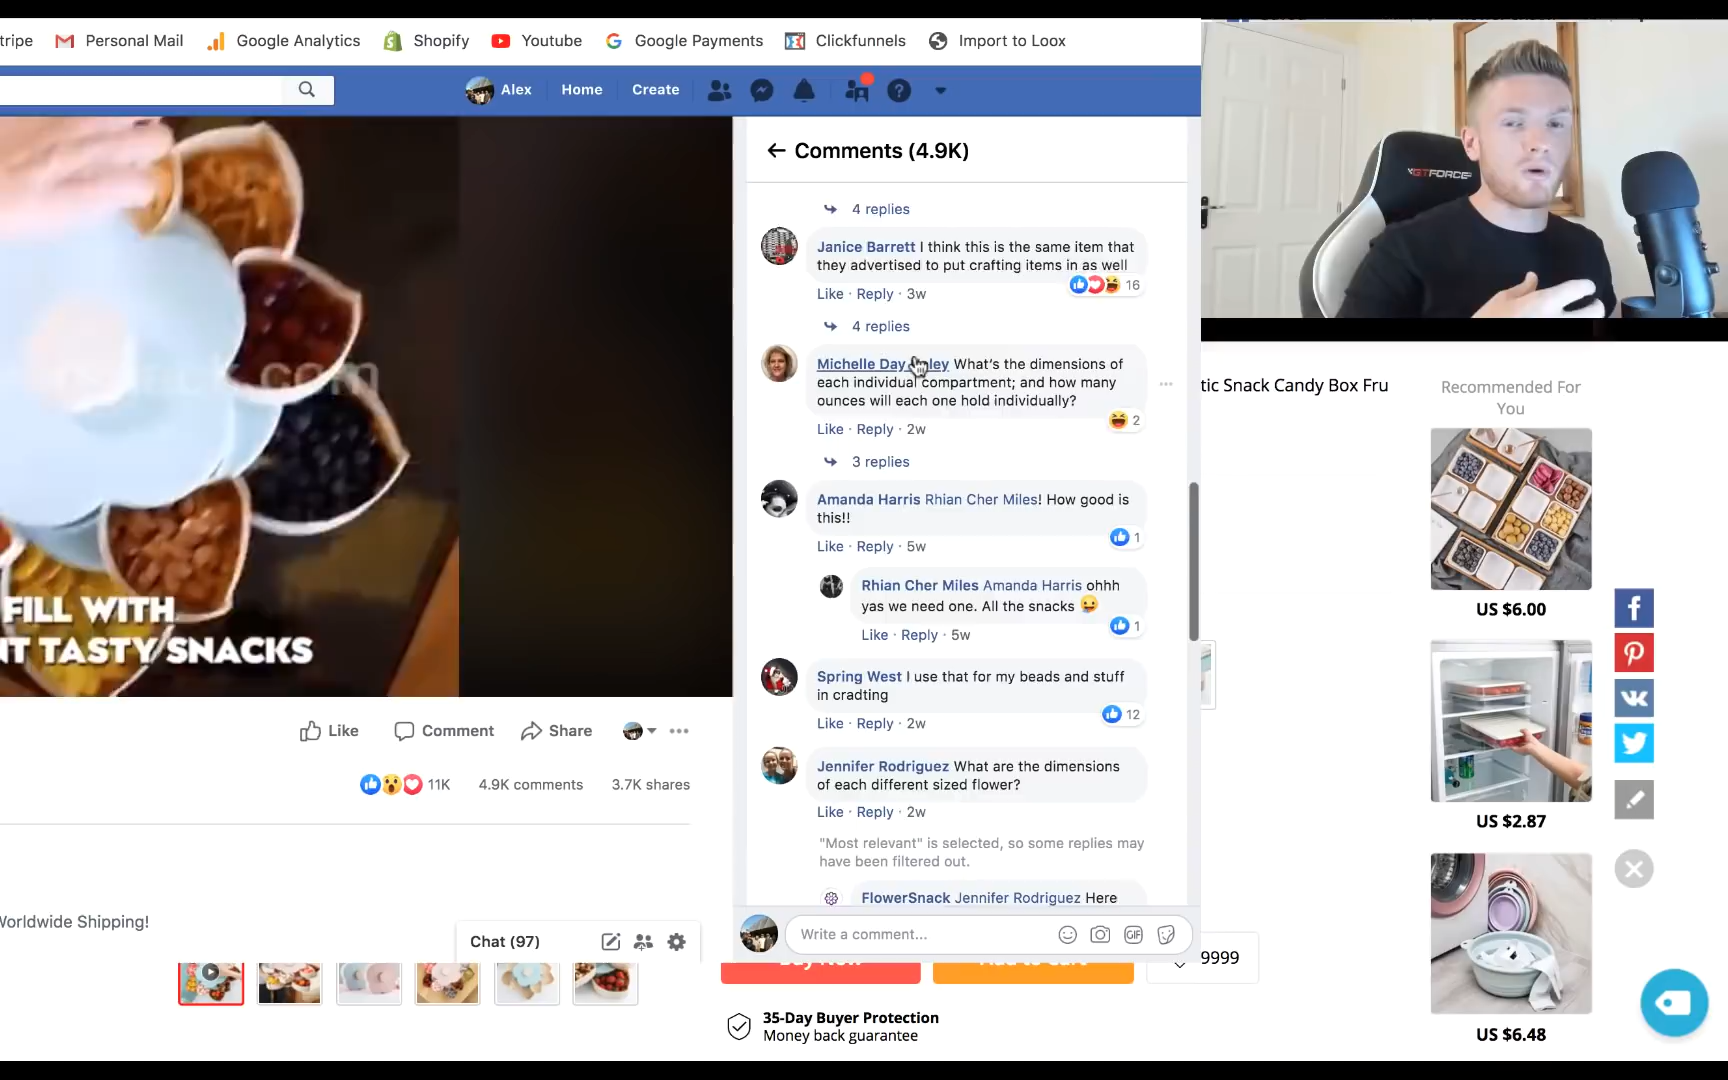 tripe
Personal Mail
Google Analytics
Shopify
Youtube
Google Payments
Clickfunnels
Import to Loox
Alex
Home
Create
GTFORCE
FILL WITH
NT TASTY SNACKS
Like
Comment
Share
11K
4.9K comments
3.7K shares
Worldwide Shipping!
Chat (97)
Comments (4.9K)
4 replies
Janice Barrett I think this is the same item that
they advertised to put crafting items in as well
16
Like · Reply · 3w
4 replies
Michelle Day
What's the dimensions of
each individual compartment; and how many
ounces will each one hold individually?
2
Like · Reply · 2w
3 replies
Amanda Harris Rhian Cher Miles! How good is
this!!
1
Like · Reply · 5w
Rhian Cher Miles Amanda Harris ohhh
yas we need one. All the snacks
1
Like · Reply · 5w
Spring West I use that for my beads and stuff
in cradting
12
Like · Reply · 2w
Jennifer Rodriguez What are the dimensions
of each different sized flower?
Like · Reply · 2w
"Most relevant" is selected, so some replies may
have been filtered out.
FlowerSnack Jennifer Rodriguez Here
Write a comment...
GIF
9999
35-Day Buyer Protection
Money back guarantee
tic Snack Candy Box Fru
Recommended For
You
US $6.00
US $2.87
US $6.48